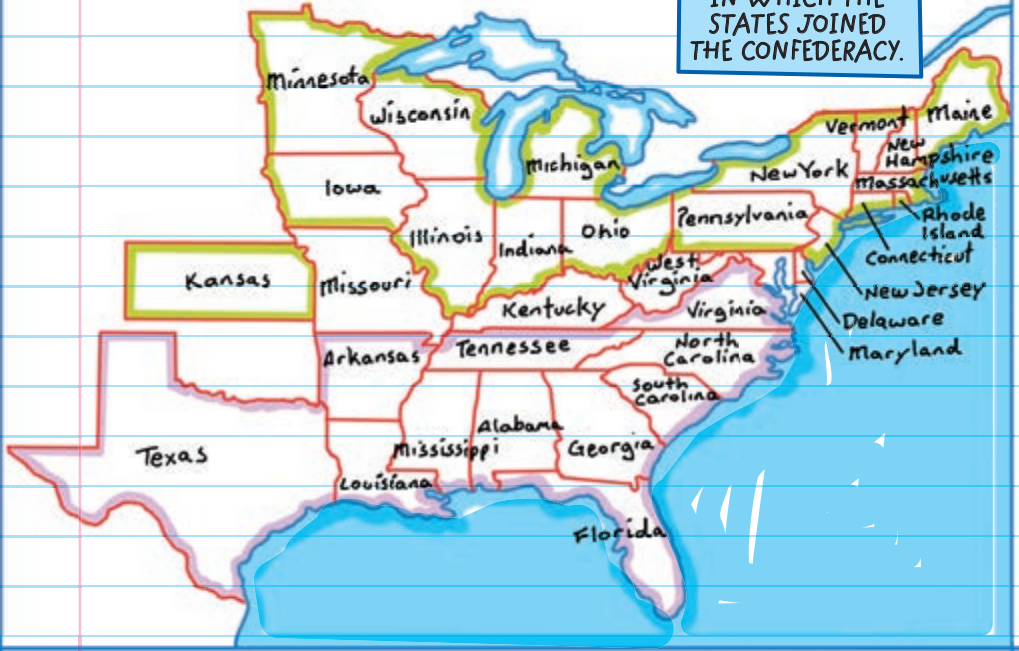 IN WHICH THE
STATES JOINED
THE CONFEDERACY.
Minnesota
Wisconsin
Michigan
Vermont
Maine
New
Hampshire
New York
Massachusetts
Iowa
Illinois
Indiana
Ohio
Pennsylvania
Rhode
Island
Connecticut
New Jersey
Delaware
Maryland
Kansas
Missouri
Kentucky
West
Virginia
Virginia
Arkansas
Tennessee
North
Carolina
South
Carolina
Texas
Mississippi
Alabama
Georgia
Louisiana
Florida